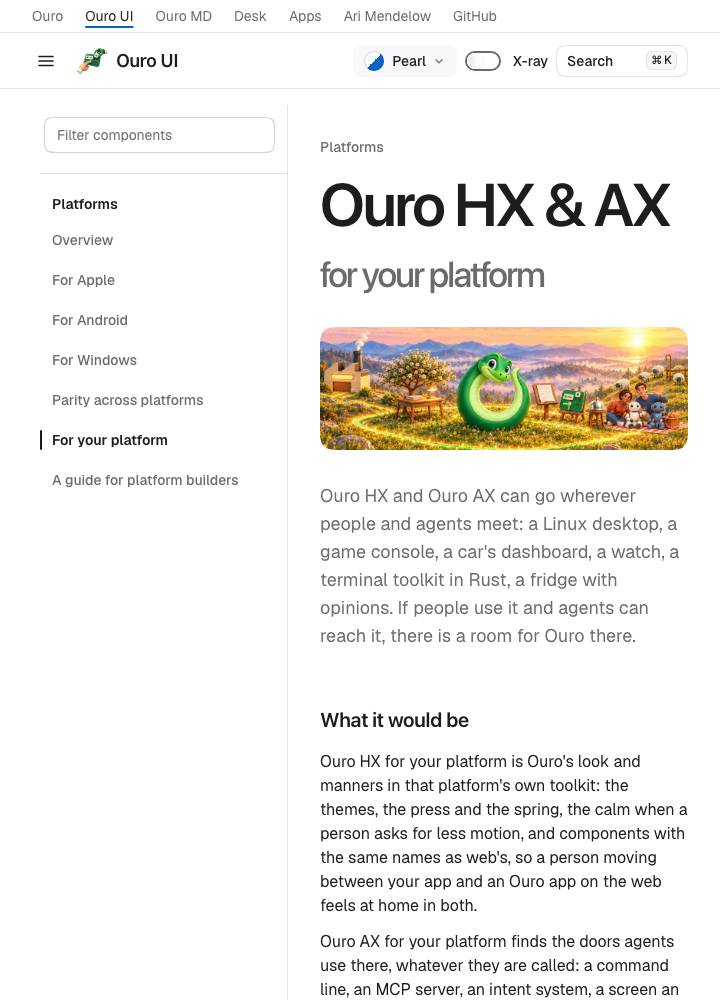 Ouro
Ouro UI
Ouro MD
Desk
Apps
Ari Mendelow
GitHub
Ouro UI
Pearl
X-ray
Search
⌘ K
Filter components
Platforms
Overview
For Apple
For Android
For Windows
Parity across platforms
For your platform
A guide for platform builders
Platforms
Ouro HX & AX
for your platform
Ouro HX and Ouro AX can go wherever
people and agents meet: a Linux desktop, a
game console, a car's dashboard, a watch, a
terminal toolkit in Rust, a fridge with
opinions. If people use it and agents can
reach it, there is a room for Ouro there.
What it would be
Ouro HX for your platform is Ouro's look and
manners in that platform's own toolkit: the
themes, the press and the spring, the calm when a
person asks for less motion, and components with
the same names as web's, so a person moving
between your app and an Ouro app on the web
feels at home in both.
Ouro AX for your platform finds the doors agents
use there, whatever they are called: a command
line, an MCP server, an intent system, a screen an